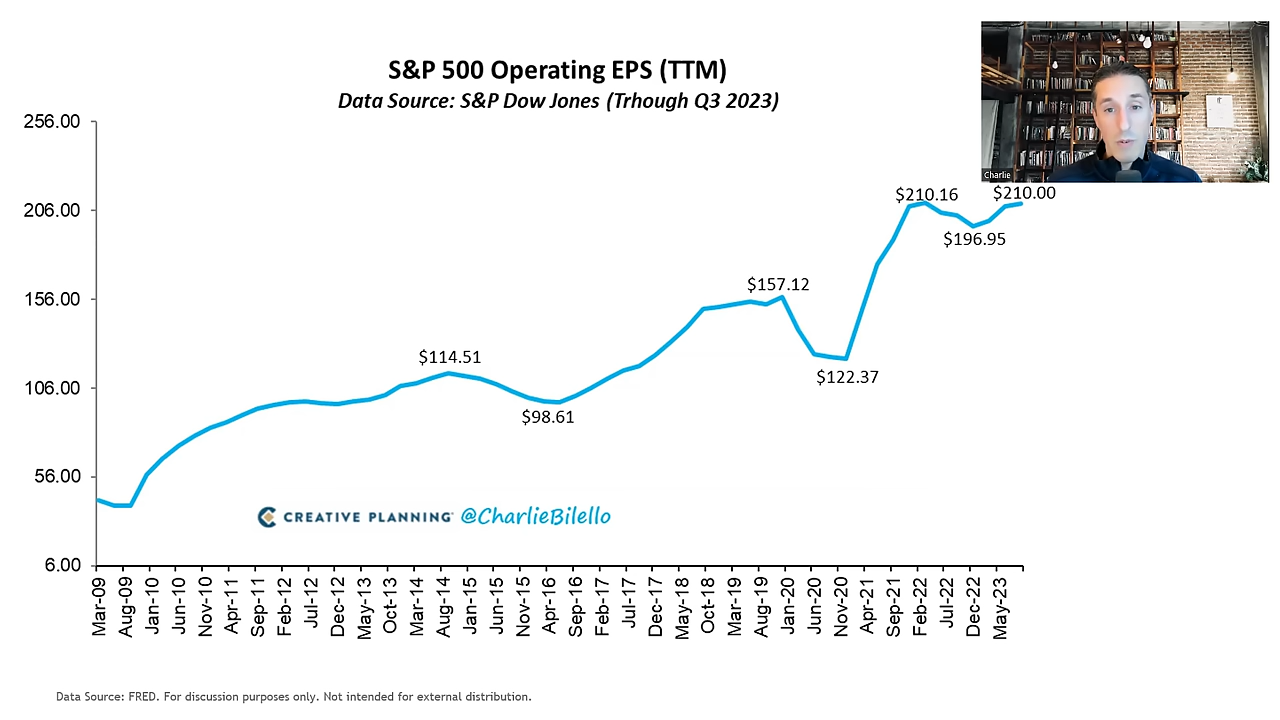 S&P 500 Operating EPS (TTM)
Data Source: S&P Dow Jones (Trhough Q3 2023)
Charlie
256.00
206.00
156.00
106.00
56.00
6.00
$210.16
$210.00
$196.95
$157.12
$122.37
$114.51
$98.61
CREATIVE PLANNING @CharlieBilello
Mar-09
Aug-09
Jan-10
Jun-10
Nov-10
Apr-11
Sep-11
Feb-12
Jul-12
Dec-12
May-13
Oct-13
Mar-14
Aug-14
Jan-15
Jun-15
Nov-15
Apr-16
Sep-16
Feb-17
Jul-17
Dec-17
May-18
Oct-18
Mar-19
Aug-19
Jan-20
Jun-20
Nov-20
Apr-21
Sep-21
Feb-22
Jul-22
Dec-22
May-23
Data Source: FRED. For discussion purposes only. Not intended for external distribution.